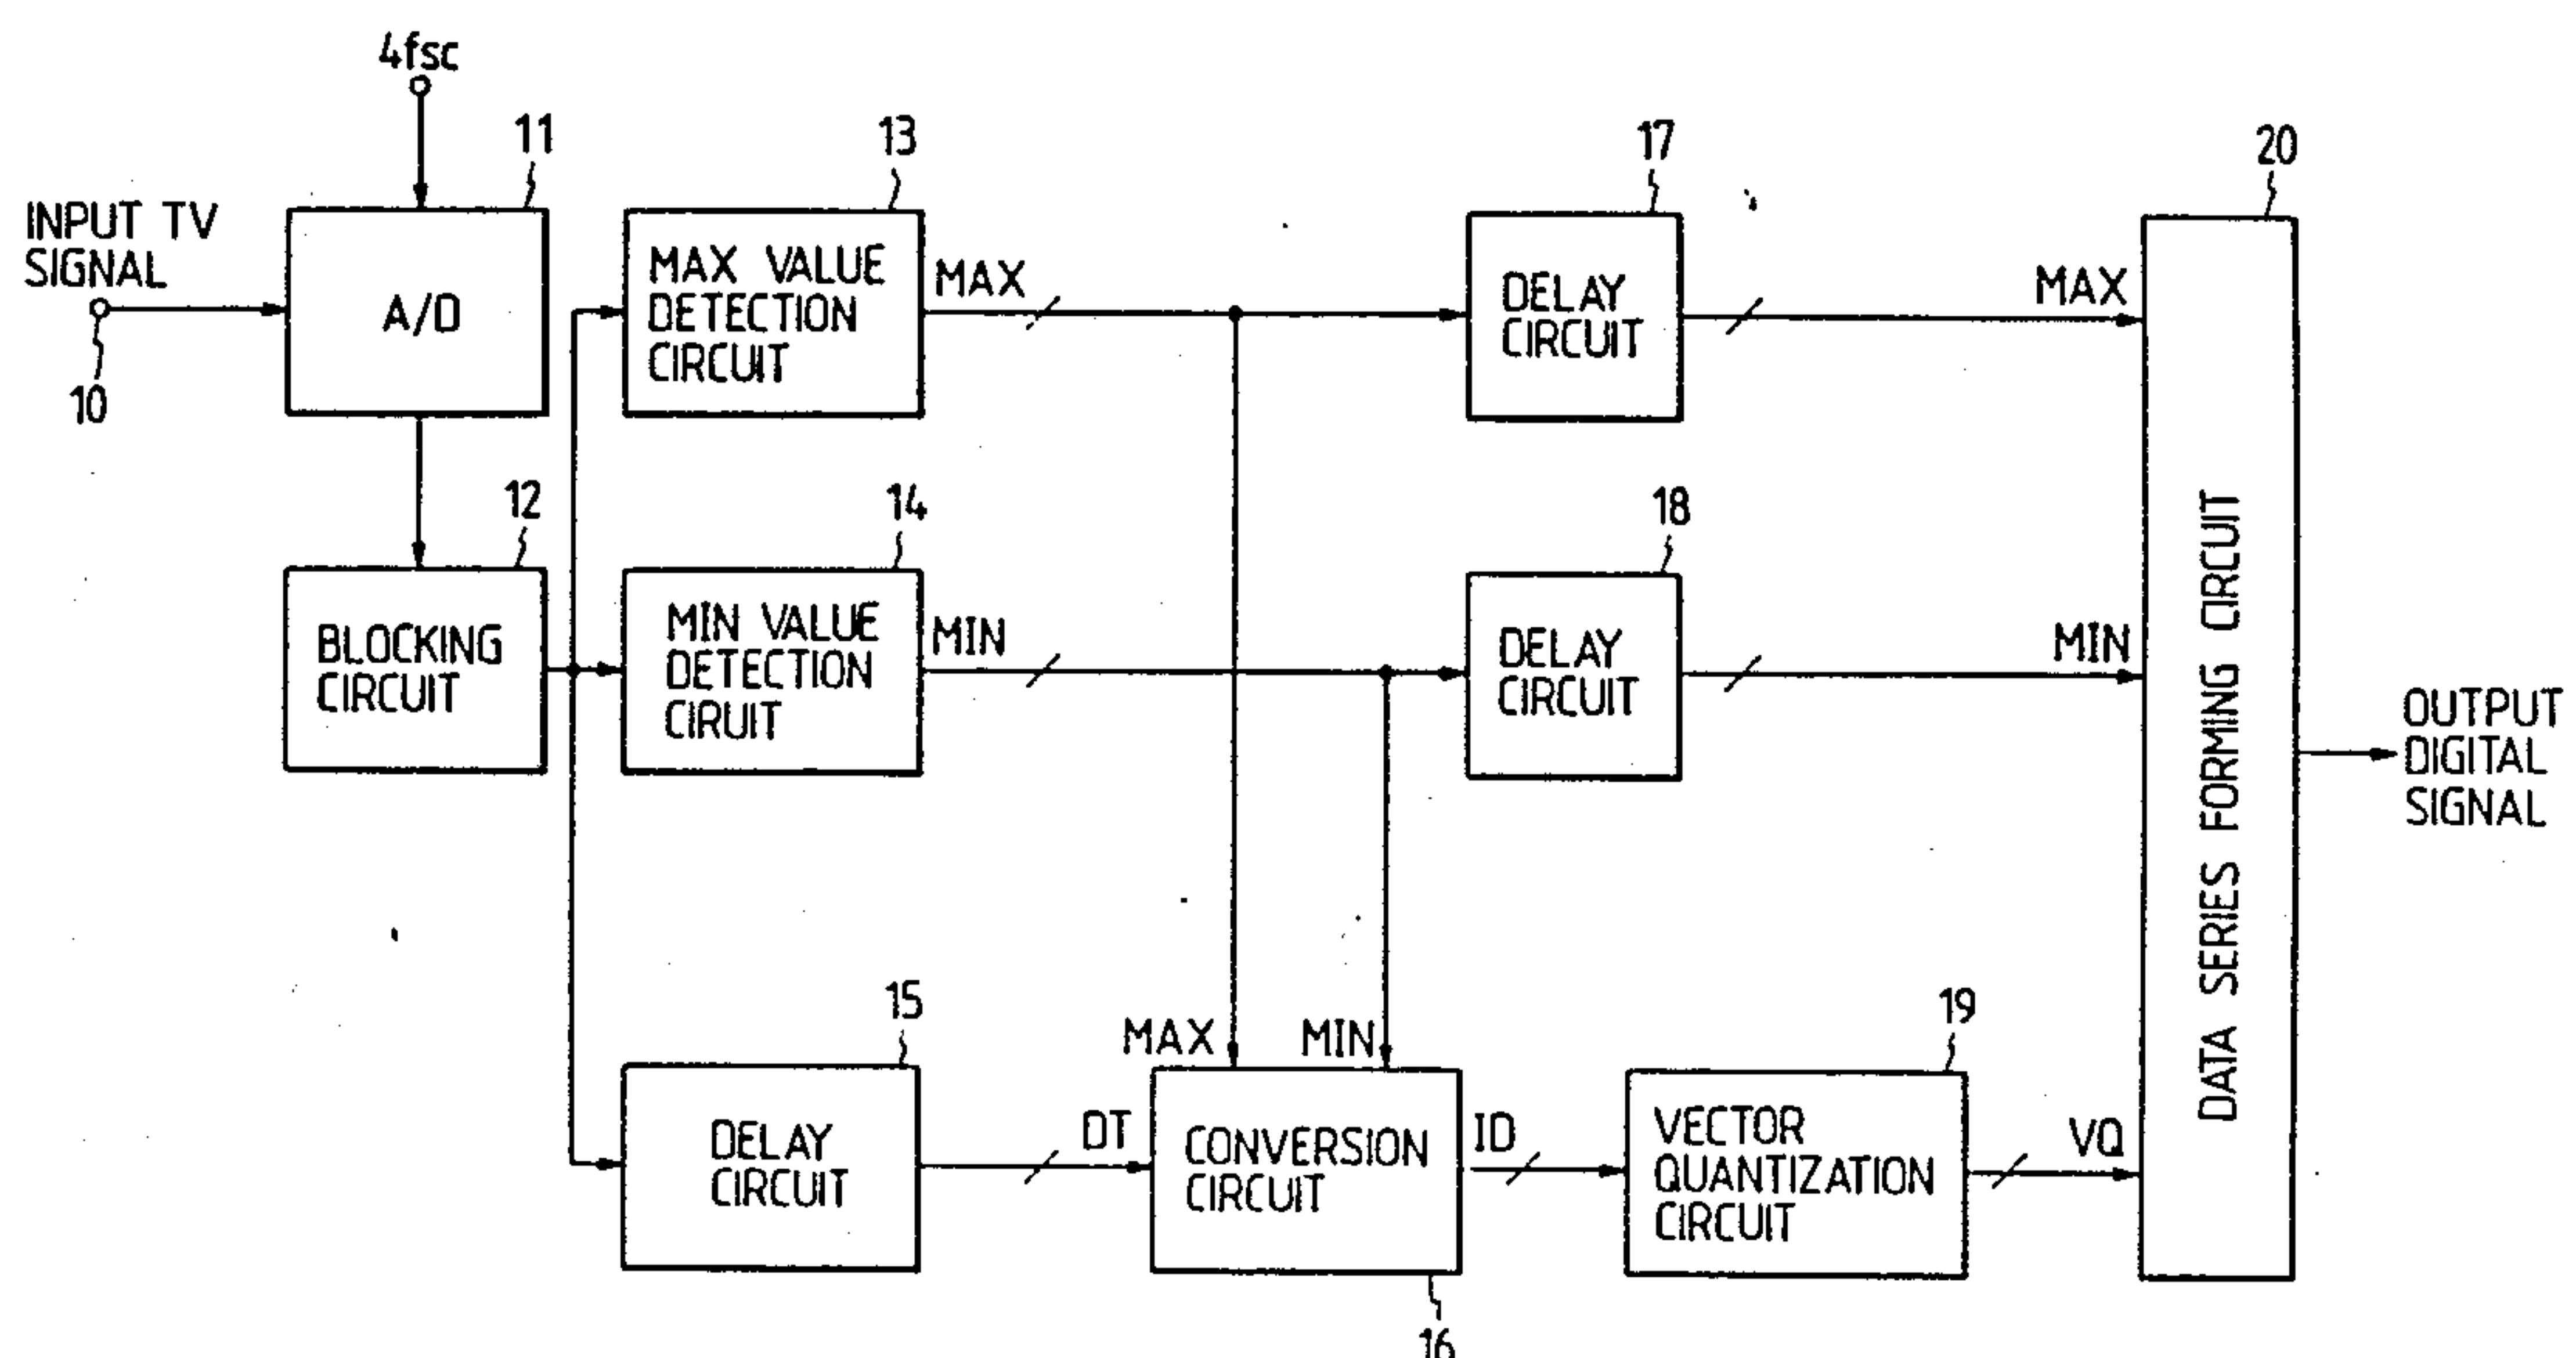 4fsc
11
13
17
20
INPUT TV
SIGNAL
10
A/D
MAX VALUE
DETECTION
CIRCUIT
MAX
DELAY
CIRCUIT
MAX
12
14
18
BLOCKING
CIRCUIT
MIN VALUE
DETECTION
CIRUIT
MIN
DELAY
CIRCUIT
MIN
DATA SERIES FORMING CIRCUIT
OUTPUT
DIGITAL
SIGNAL
15
MAX
MIN
19
DELAY
CIRCUIT
DT
CONVERSION
CIRCUIT
ID
VECTOR
QUANTIZATION
CIRCUIT
VQ
16